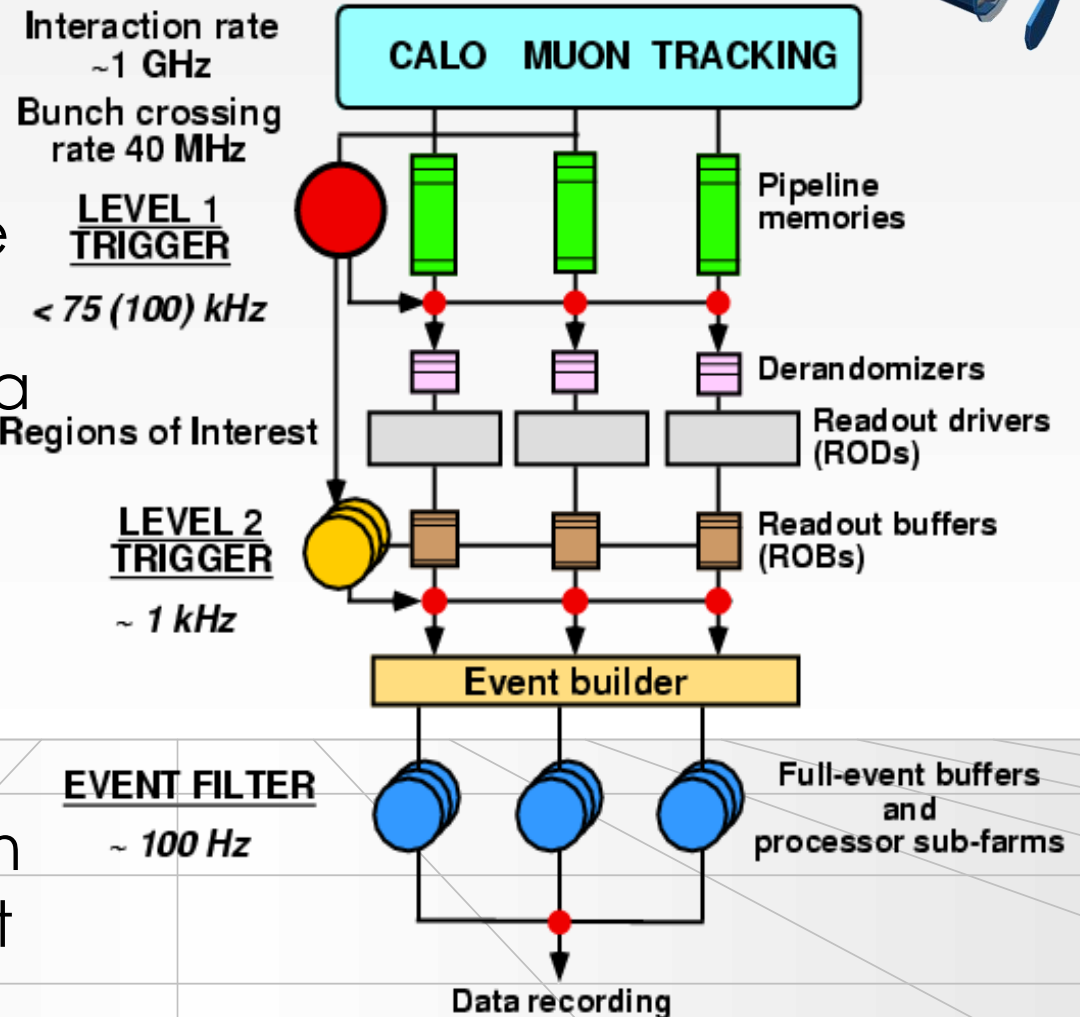 Interaction rate
~1 GHz
CALO MUON TRACKING
Bunch crossing
rate 40 MHz
LEVEL 1
TRIGGER
Pipeline
memories
e
< 75 (100) kHz
Derandomizers
a
Regions of Interest
Readout drivers
(RODs)
LEVEL 2
TRIGGER
Readout buffers
(ROBs)
~ 1 kHz
Event builder
EVENT FILTER
~ 100 Hz
Full-event buffers
and
processor sub-farms
n
t
Data recording